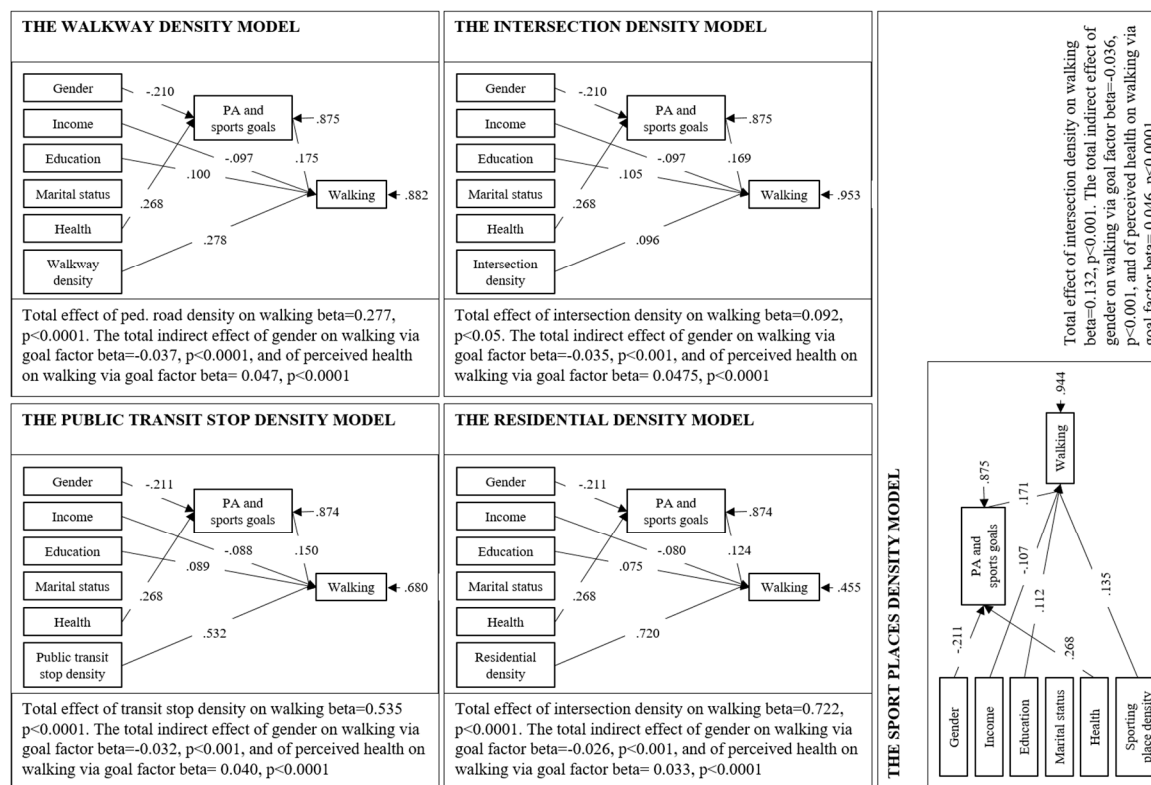 THE WALKWAY DENSITY MODEL
Gender
Income
Education
Marital status
Health
Walkway
density
PA and
sports goals
Walking
-.210
-.097
.100
.268
.278
.175
.875
.882
Total effect of ped. road density on walking beta=0.277,
p<0.0001. The total indirect effect of gender on walking via
goal factor beta=-0.037, p<0.0001, and of perceived health
on walking via goal factor beta= 0.047, p<0.0001
THE INTERSECTION DENSITY MODEL
Gender
Income
Education
Marital status
Health
Intersection
density
PA and
sports goals
Walking
-.210
-.097
.105
.268
.096
.169
.875
.953
Total effect of intersection density on walking beta=0.092,
p<0.05. The total indirect effect of gender on walking via goal
factor beta=-0.035, p<0.001, and of perceived health on
walking via goal factor beta= 0.0475, p<0.0001
THE PUBLIC TRANSIT STOP DENSITY MODEL
Gender
Income
Education
Marital status
Health
Public transit
stop density
PA and
sports goals
Walking
-.211
-.088
.089
.268
.532
.150
.874
.680
Total effect of transit stop density on walking beta=0.535
p<0.0001. The total indirect effect of gender on walking via
goal factor beta=-0.032, p<0.001, and of perceived health on
walking via goal factor beta= 0.040, p<0.0001
THE RESIDENTIAL DENSITY MODEL
Gender
Income
Education
Marital status
Health
Residential
density
PA and
sports goals
Walking
-.211
-.080
.075
.268
.720
.124
.874
.455
Total effect of intersection density on walking beta=0.722,
p<0.0001. The total indirect effect of gender on walking via
goal factor beta=-0.026, p<0.001, and of perceived health on
walking via goal factor beta= 0.033, p<0.0001
THE SPORT PLACES DENSITY MODEL
Gender
Income
Education
Marital status
Health
Sporting
place density
PA and
sports goals
Walking
-.211
-.107
.112
.268
.135
.171
.875
.944
Total effect of intersection density on walking
beta=0.132, p<0.001. The total indirect effect of
gender on walking via goal factor beta=-0.036,
p<0.001, and of perceived health on walking via
goal factor beta= 0.046, p<0.0001